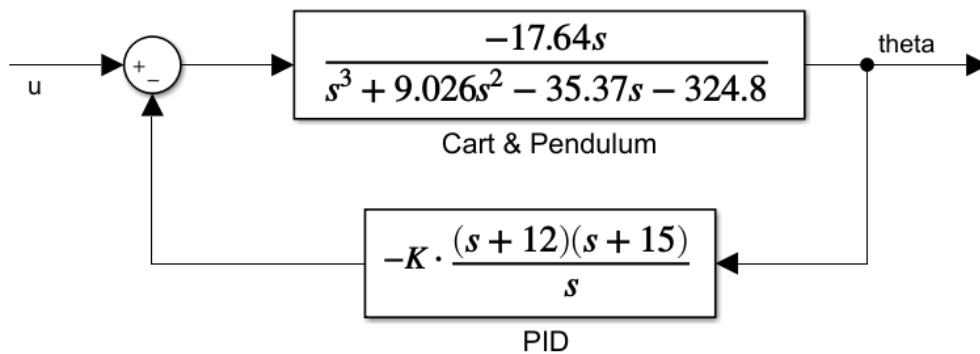 u
+
−
−17.64s
s³ + 9.026s² − 35.37s − 324.8
Cart & Pendulum
theta
−K · (s + 12)(s + 15)
s
PID